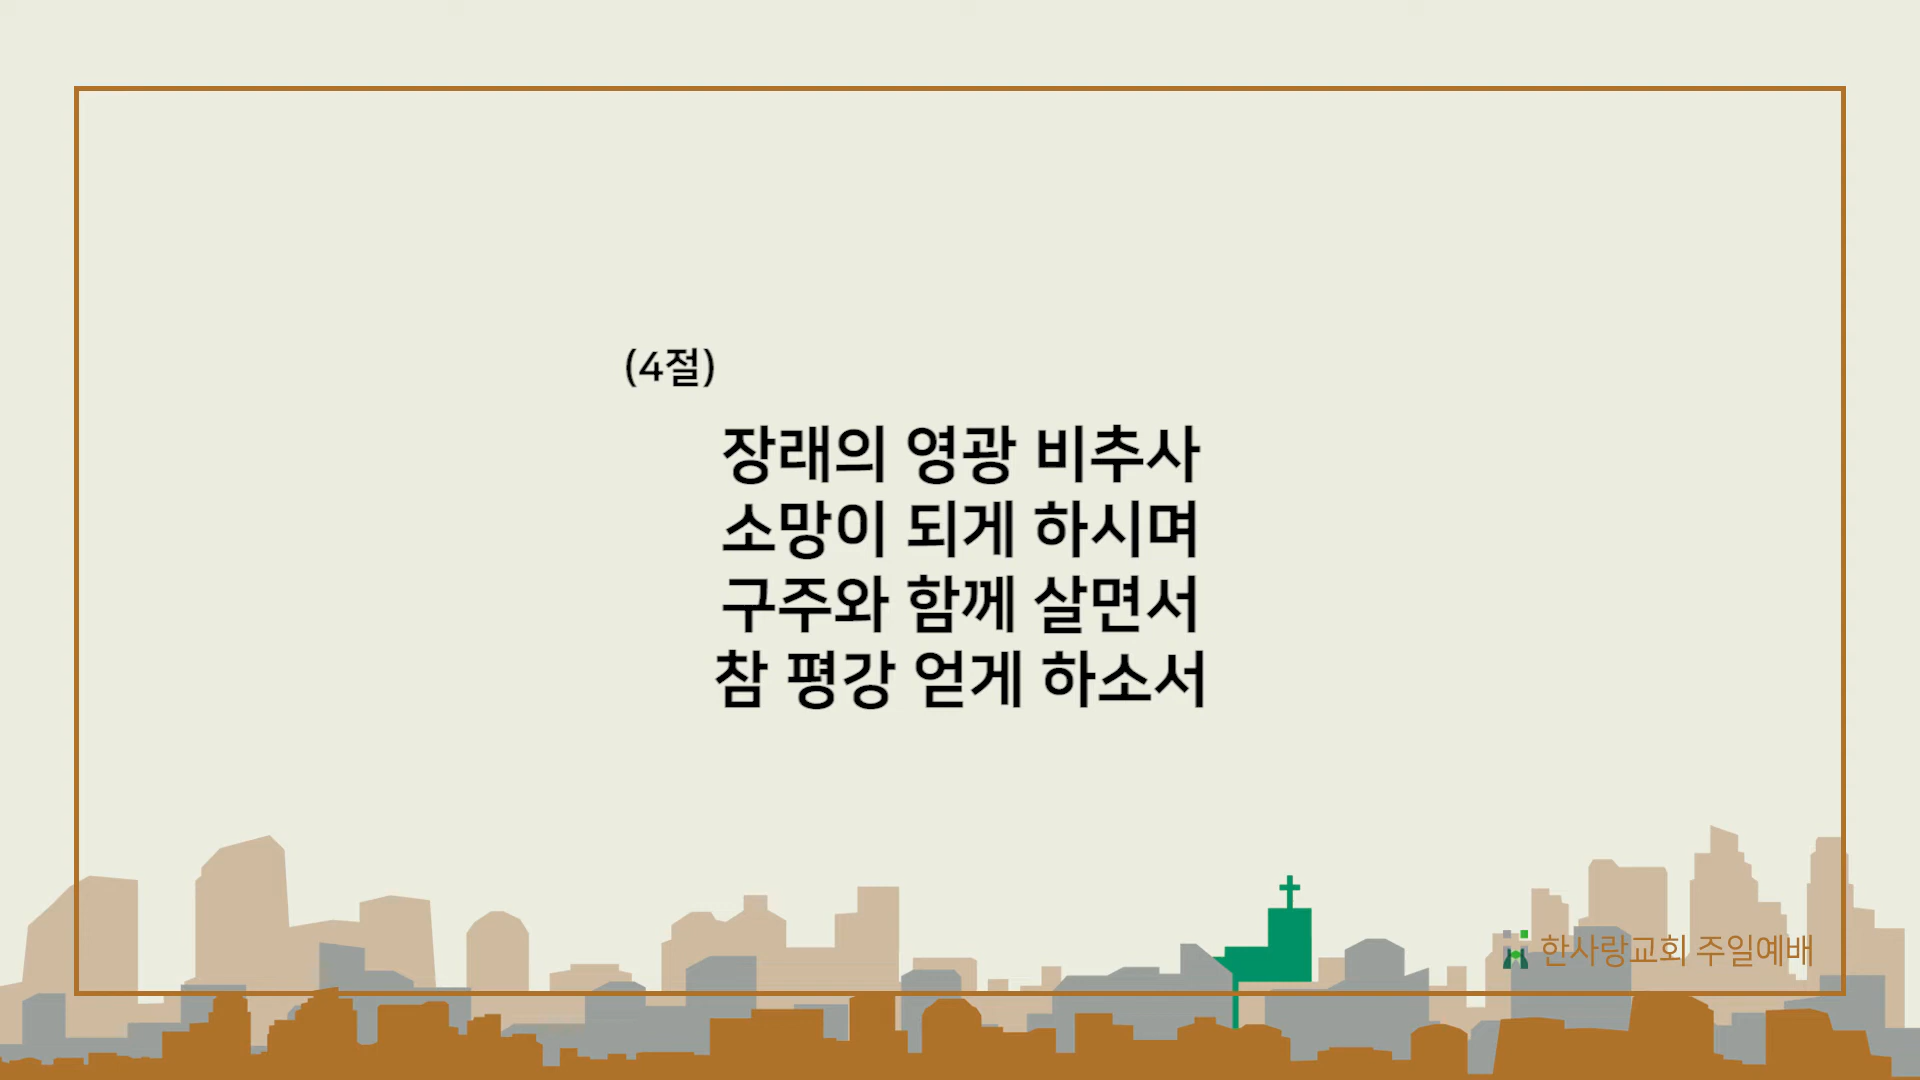 (4절)
장래의 영광 비추사
소망이 되게 하시며
구주와 함께 살면서
참 평강 얻게 하소서
한사랑교회 주일예배